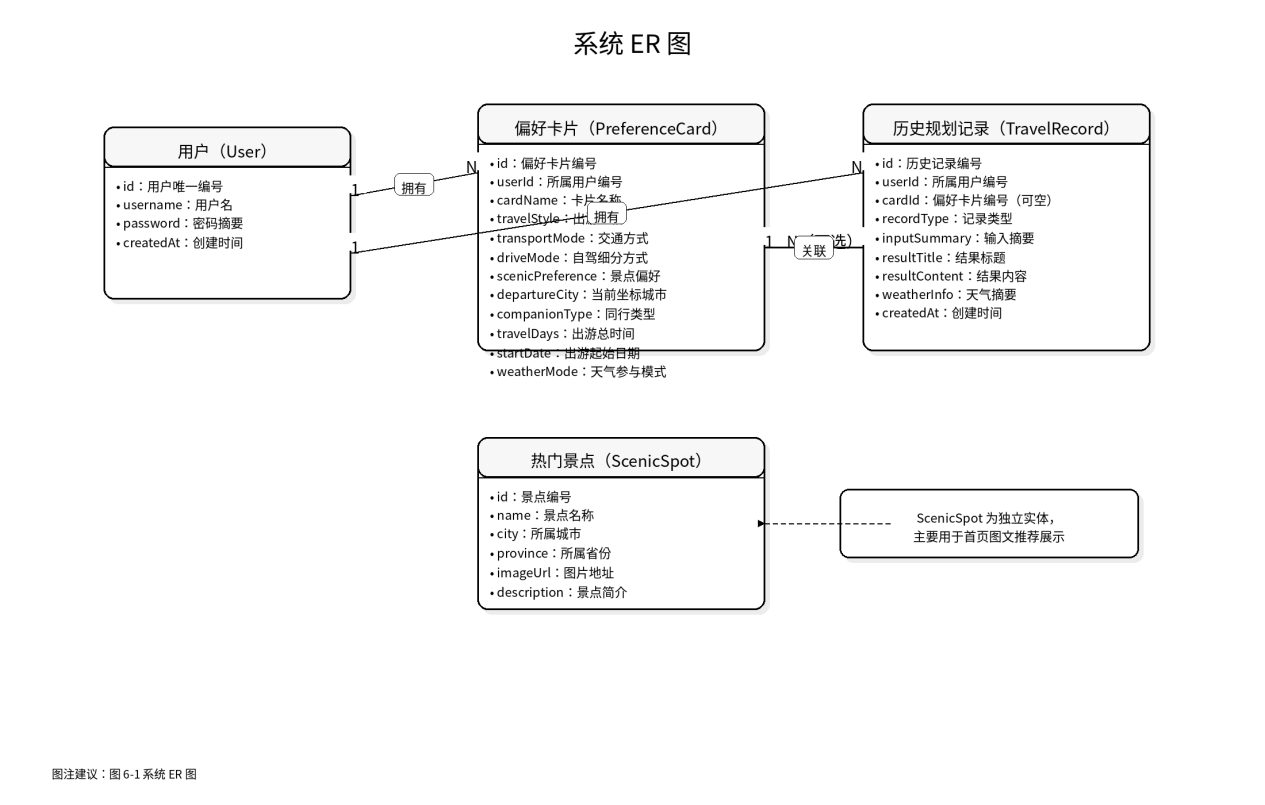 系统 ER 图
用户（User）
• id：用户唯一编号
• username：用户名
• password：密码摘要
• createdAt：创建时间
1
拥有
N
1
拥有
N
偏好卡片（PreferenceCard）
• id：偏好卡片编号
• userId：所属用户编号
• cardName：卡片名称
• travelStyle：出
• transportMode：交通方式
• driveMode：自驾细分方式
• scenicPreference：景点偏好
• departureCity：当前坐标城市
• companionType：同行类型
• travelDays：出游总时间
• startDate：出游起始日期
• weatherMode：天气参与模式
1
N（可选）
关联
历史规划记录（TravelRecord）
• id：历史记录编号
• userId：所属用户编号
• cardId：偏好卡片编号（可空）
• recordType：记录类型
• inputSummary：输入摘要
• resultTitle：结果标题
• resultContent：结果内容
• weatherInfo：天气摘要
• createdAt：创建时间
热门景点（ScenicSpot）
• id：景点编号
• name：景点名称
• city：所属城市
• province：所属省份
• imageUrl：图片地址
• description：景点简介
ScenicSpot 为独立实体，
主要用于首页图文推荐展示
图注建议：图 6-1 系统 ER 图